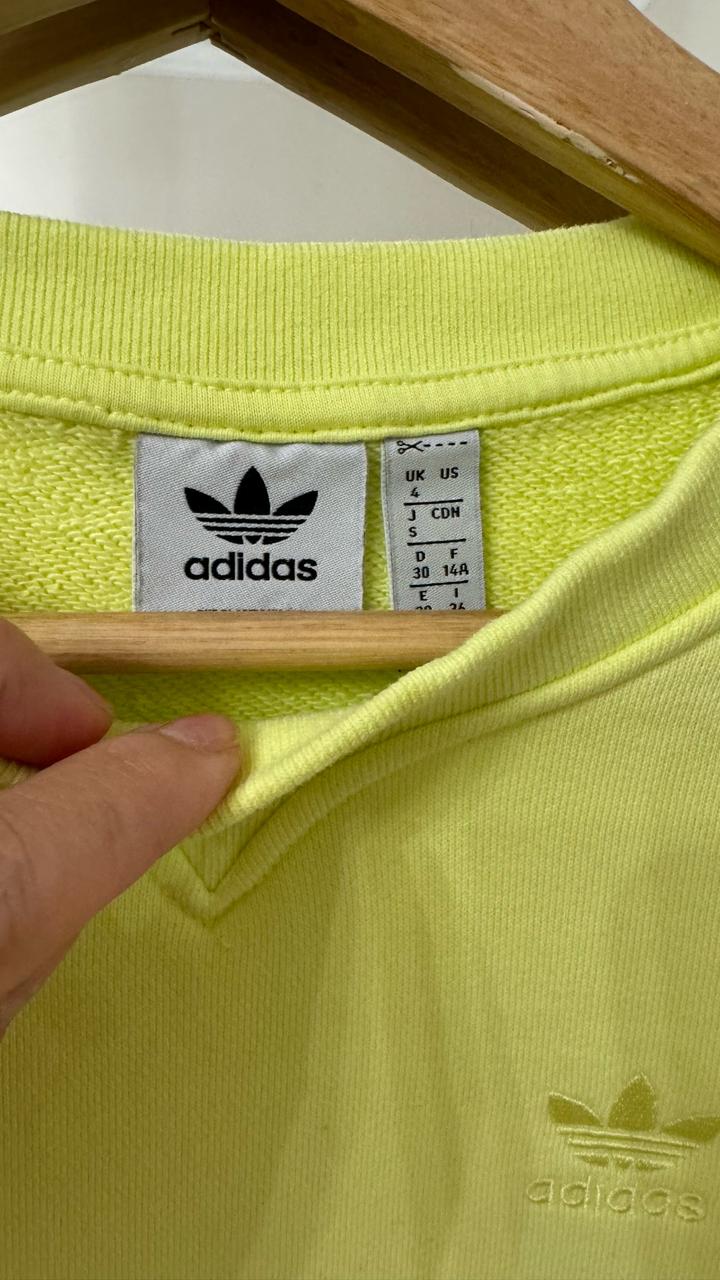 adidas
UK US
4
J CDN
S
D F
30 14A
E I
adidas